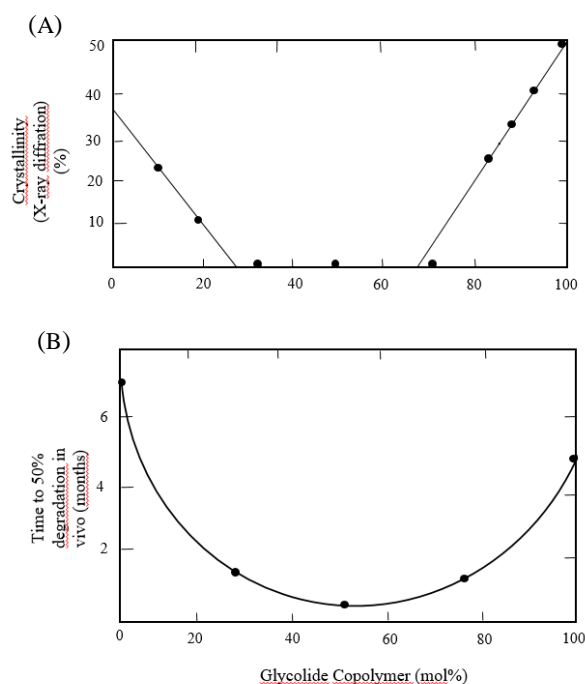 (A)
Crystallinity
(X-ray diffration)
(%)
50
40
30
20
10
0
20
40
60
80
100
(B)
Time to 50%
degradation in
vivo (months)
6
4
2
0
20
40
60
80
100
Glycolide Copolymer (mol%)